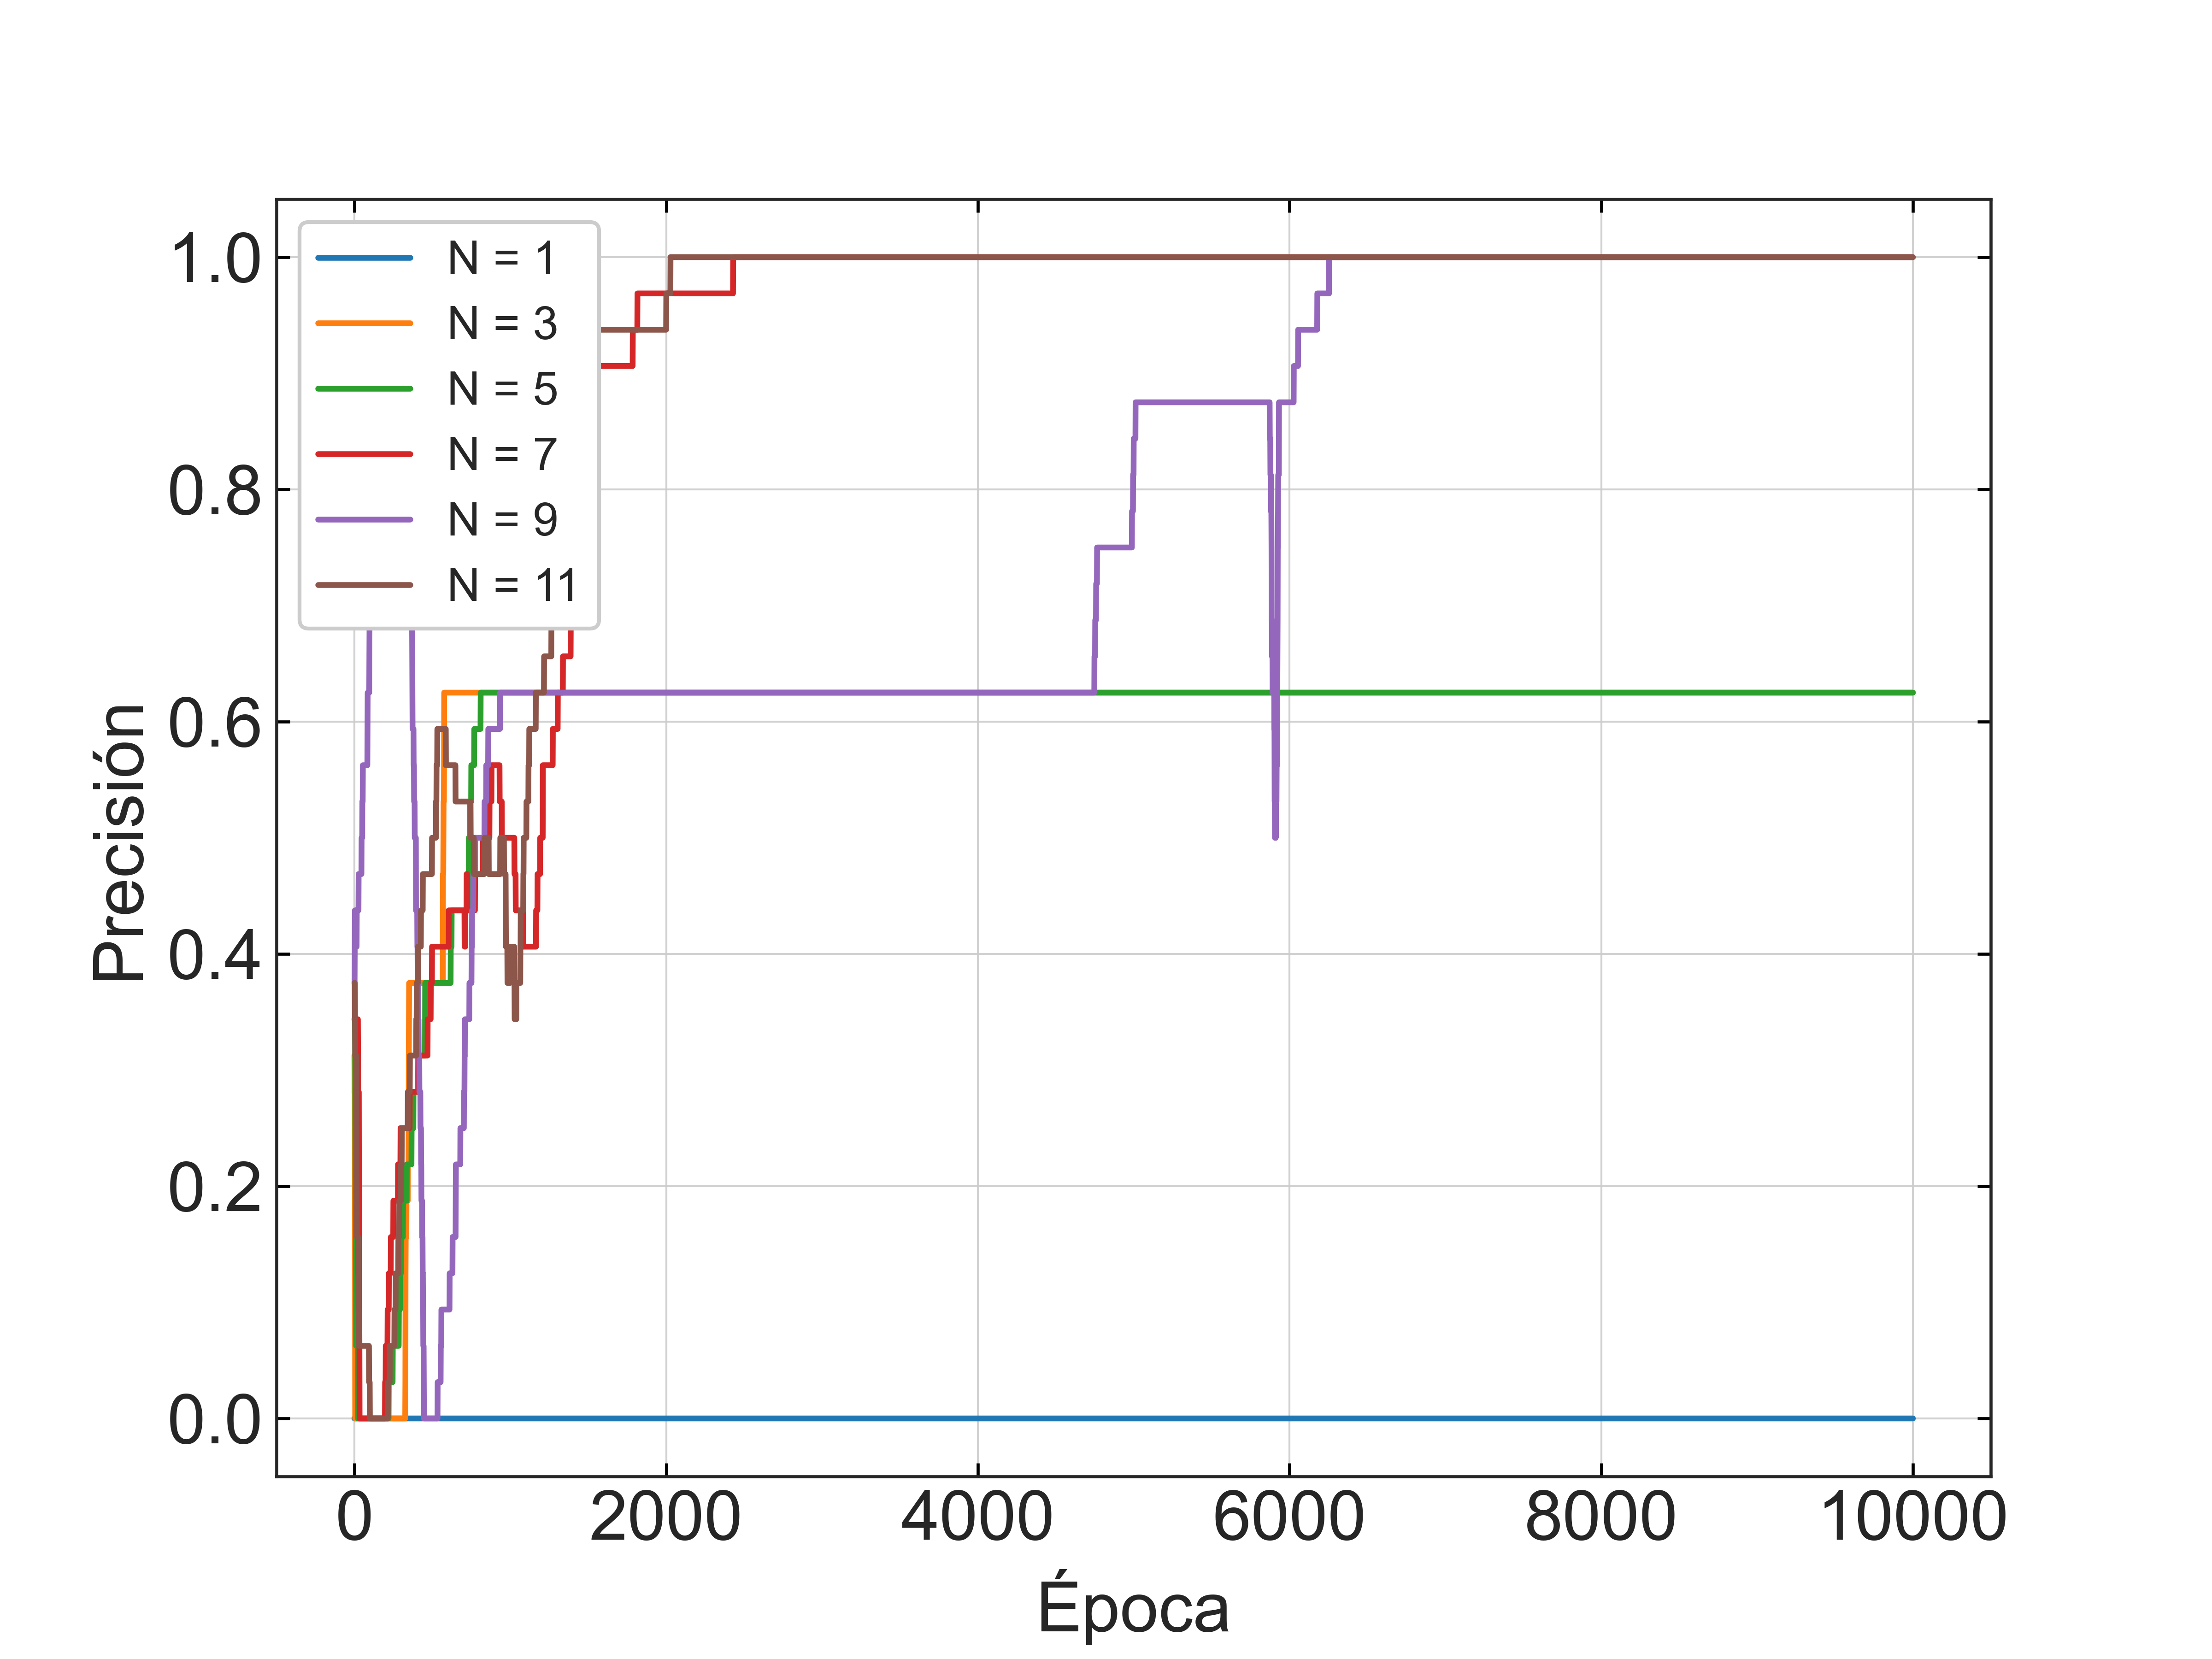 N = 1
N = 3
N = 5
N = 7
N = 9
N = 11
1.0
0.8
0.6
0.4
0.2
0.0
Precisión
0 2000 4000 6000 8000 10000
Época